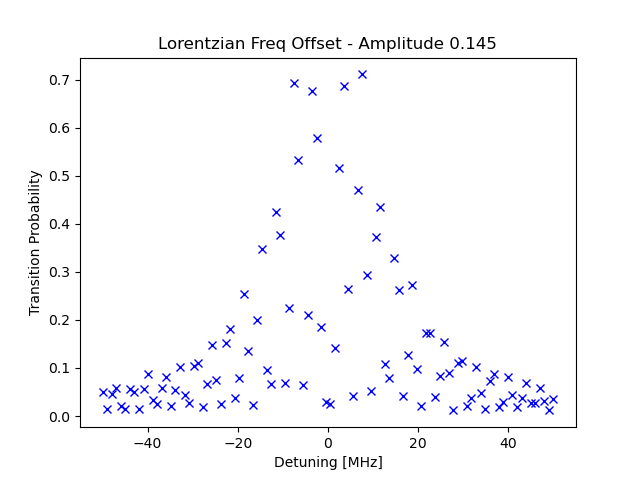 Lorentzian Freq Offset - Amplitude 0.145
Transition Probability
0.7
0.6
0.5
0.4
0.3
0.2
0.1
0.0
−40 −20 0 20 40
Detuning [MHz]